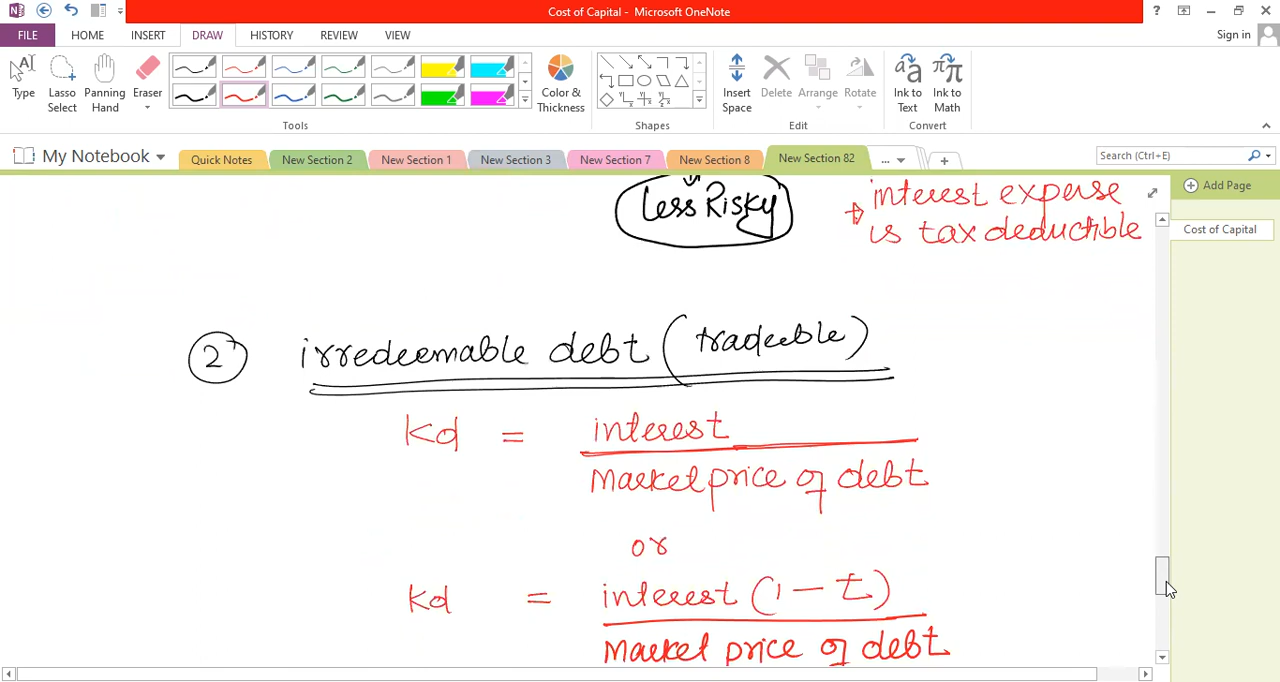 Cost of Capital - Microsoft OneNote
?
FILE HOME INSERT DRAW HISTORY REVIEW VIEW
Sign in
Type
Lasso Select
Panning Hand
Eraser
Color & Thickness
Insert Space
Delete
Arrange
Rotate
Ink to Text
Ink to Math
Tools
Shapes
Edit
Convert
My Notebook
Quick Notes
New Section 2
New Section 1
New Section 3
New Section 7
New Section 8
New Section 82
...
+
Search (Ctrl+E)
Add Page
Cost of Capital
less Risky
→ interest expense
is tax deductible
2 irredeemable debt (tradeeble)
Kd = interest
Market price of debt
or
Kd = interest (1 - t)
Market price of debt